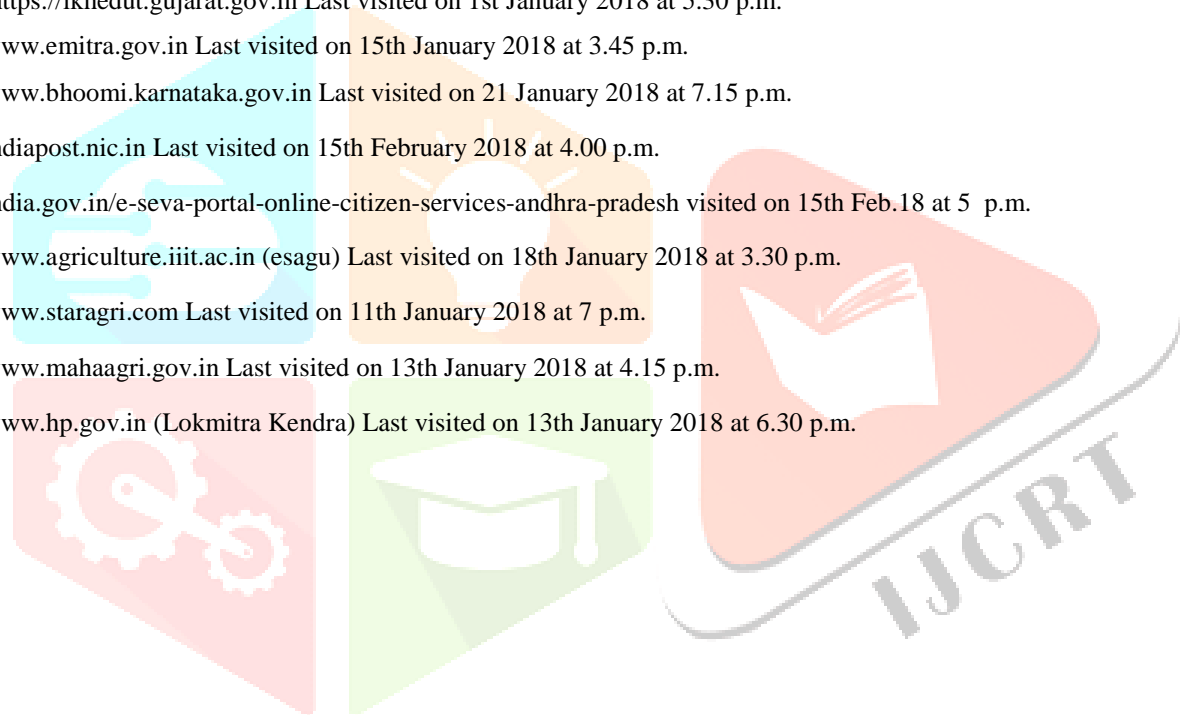 ttps://ikhedut.gujarat.gov.in Last visited on 1st January 2018 at 5.30 p.m.
ww.emitra.gov.in Last visited on 15th January 2018 at 3.45 p.m.
ww.bhoomi.karnataka.gov.in Last visited on 21 January 2018 at 7.15 p.m.
ndiapost.nic.in Last visited on 15th February 2018 at 4.00 p.m.
ndia.gov.in/e-seva-portal-online-citizen-services-andhra-pradesh visited on 15th Feb.18 at 5 p.m.
ww.agriculture.iiit.ac.in (esagu) Last visited on 18th January 2018 at 3.30 p.m.
ww.staragri.com Last visited on 11th January 2018 at 7 p.m.
ww.mahaagri.gov.in Last visited on 13th January 2018 at 4.15 p.m.
ww.hp.gov.in (Lokmitra Kendra) Last visited on 13th January 2018 at 6.30 p.m.
IJCRT